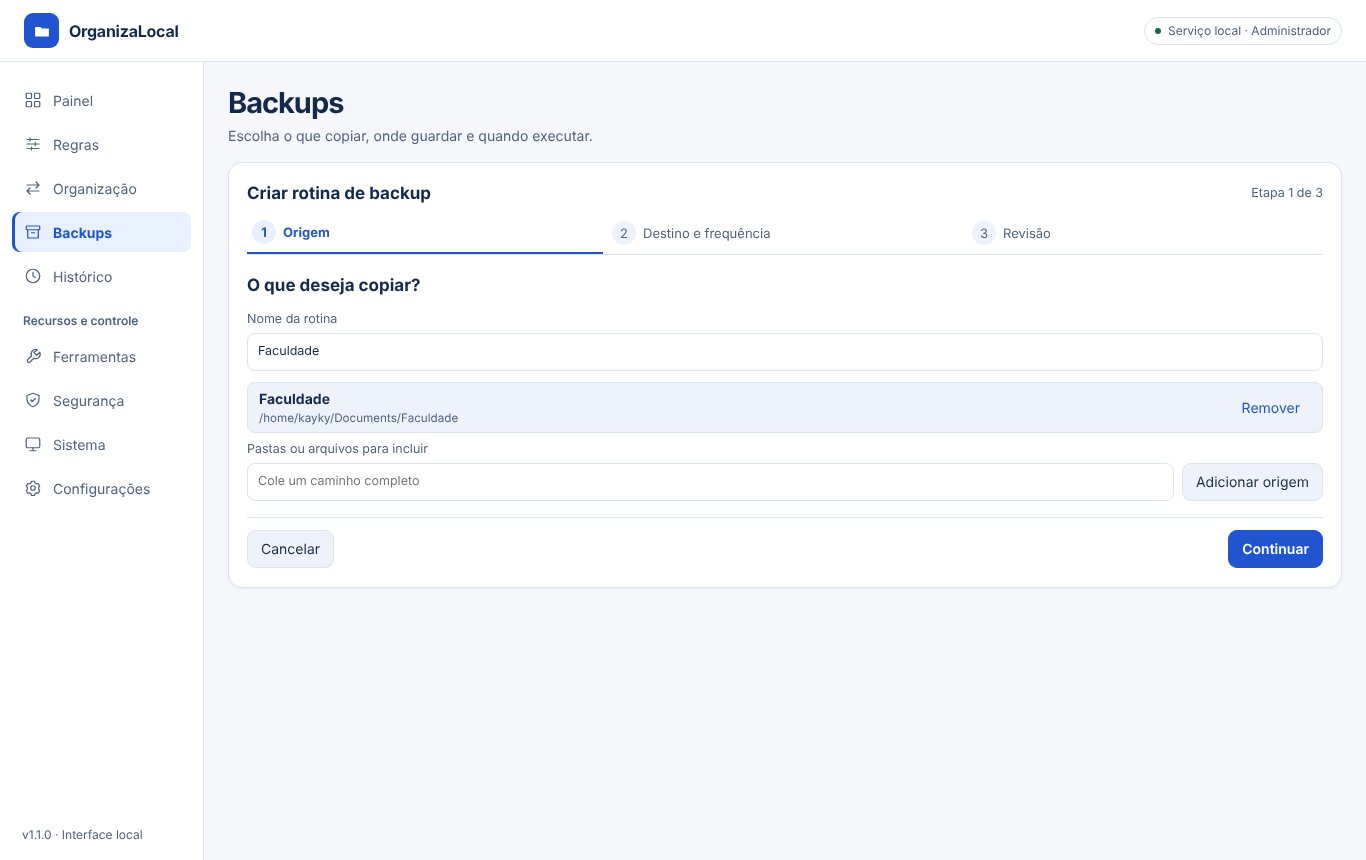 OrganizaLocal
Serviço local · Administrador
Painel
Regras
Organização
Backups
Histórico
Recursos e controle
Ferramentas
Segurança
Sistema
Configurações
v1.1.0 · Interface local
Backups
Escolha o que copiar, onde guardar e quando executar.
Criar rotina de backup
Etapa 1 de 3
1 Origem
2 Destino e frequência
3 Revisão
O que deseja copiar?
Nome da rotina
Faculdade
Faculdade
/home/kayky/Documents/Faculdade
Remover
Pastas ou arquivos para incluir
Cole um caminho completo
Adicionar origem
Cancelar
Continuar